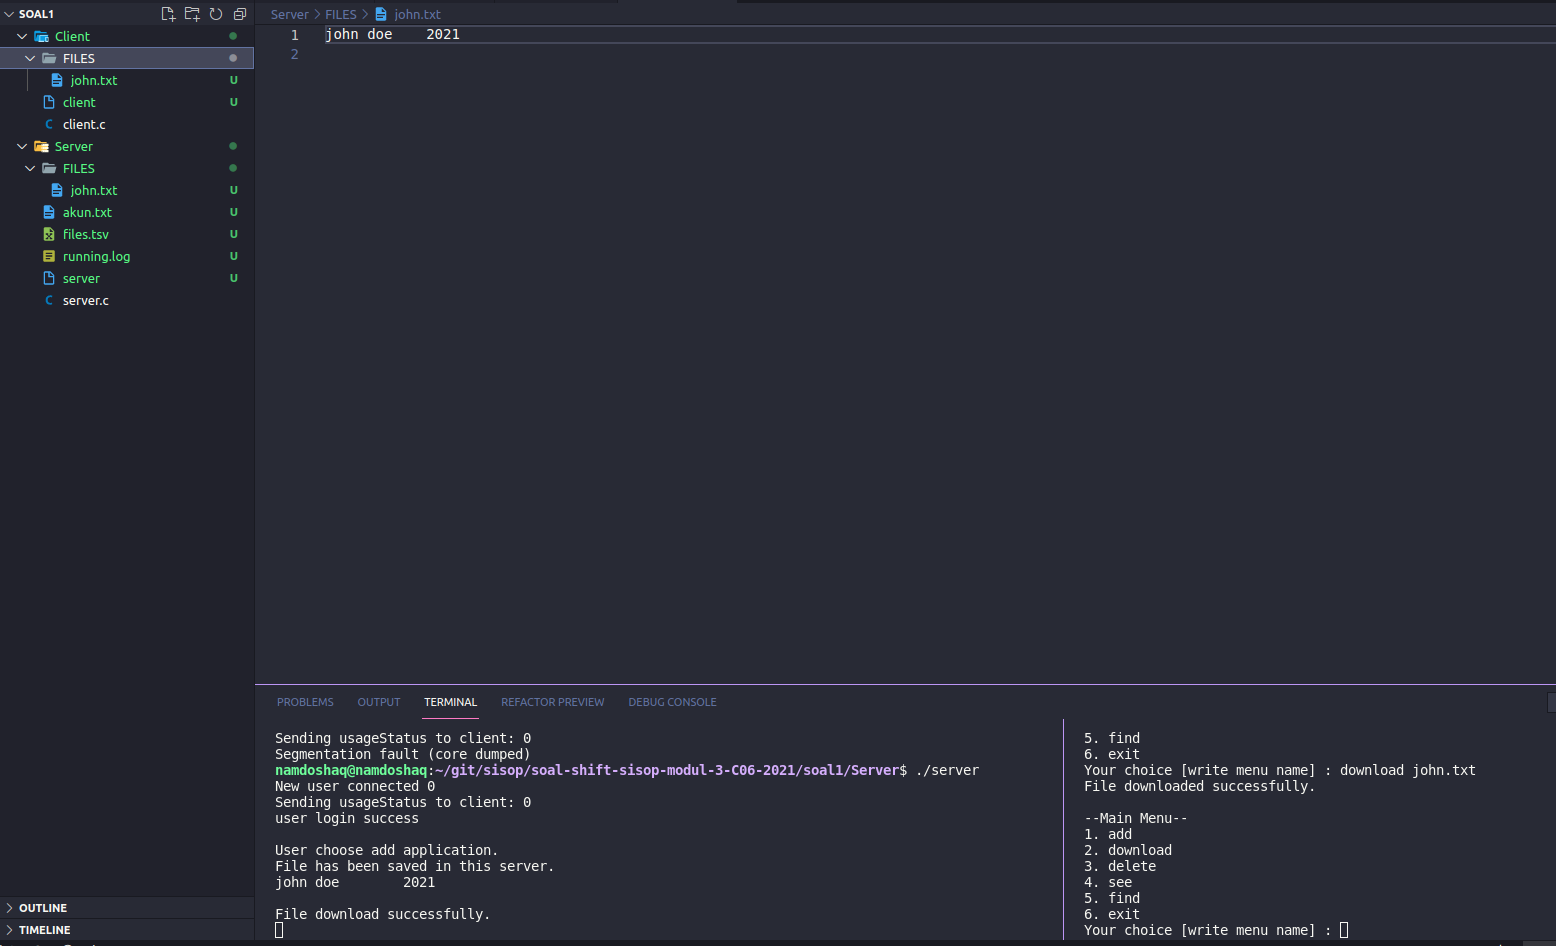 SOAL1
Client
FILES
john.txt U
client U
C client.c
Server
FILES
john.txt U
akun.txt U
files.tsv U
running.log U
server U
C server.c
OUTLINE
TIMELINE
Server > FILES > john.txt
1 john doe    2021
2
PROBLEMS OUTPUT TERMINAL REFACTOR PREVIEW DEBUG CONSOLE
Sending usageStatus to client: 0
Segmentation fault (core dumped)
namdoshaq@namdoshaq:~/git/sisop/soal-shift-sisop-modul-3-C06-2021/soal1/Server$ ./server
New user connected 0
Sending usageStatus to client: 0
user login success
User choose add application.
File has been saved in this server.
john doe        2021
File download successfully.
5. find
6. exit
Your choice [write menu name] : download john.txt
File downloaded successfully.
--Main Menu--
1. add
2. download
3. delete
4. see
5. find
6. exit
Your choice [write menu name] :